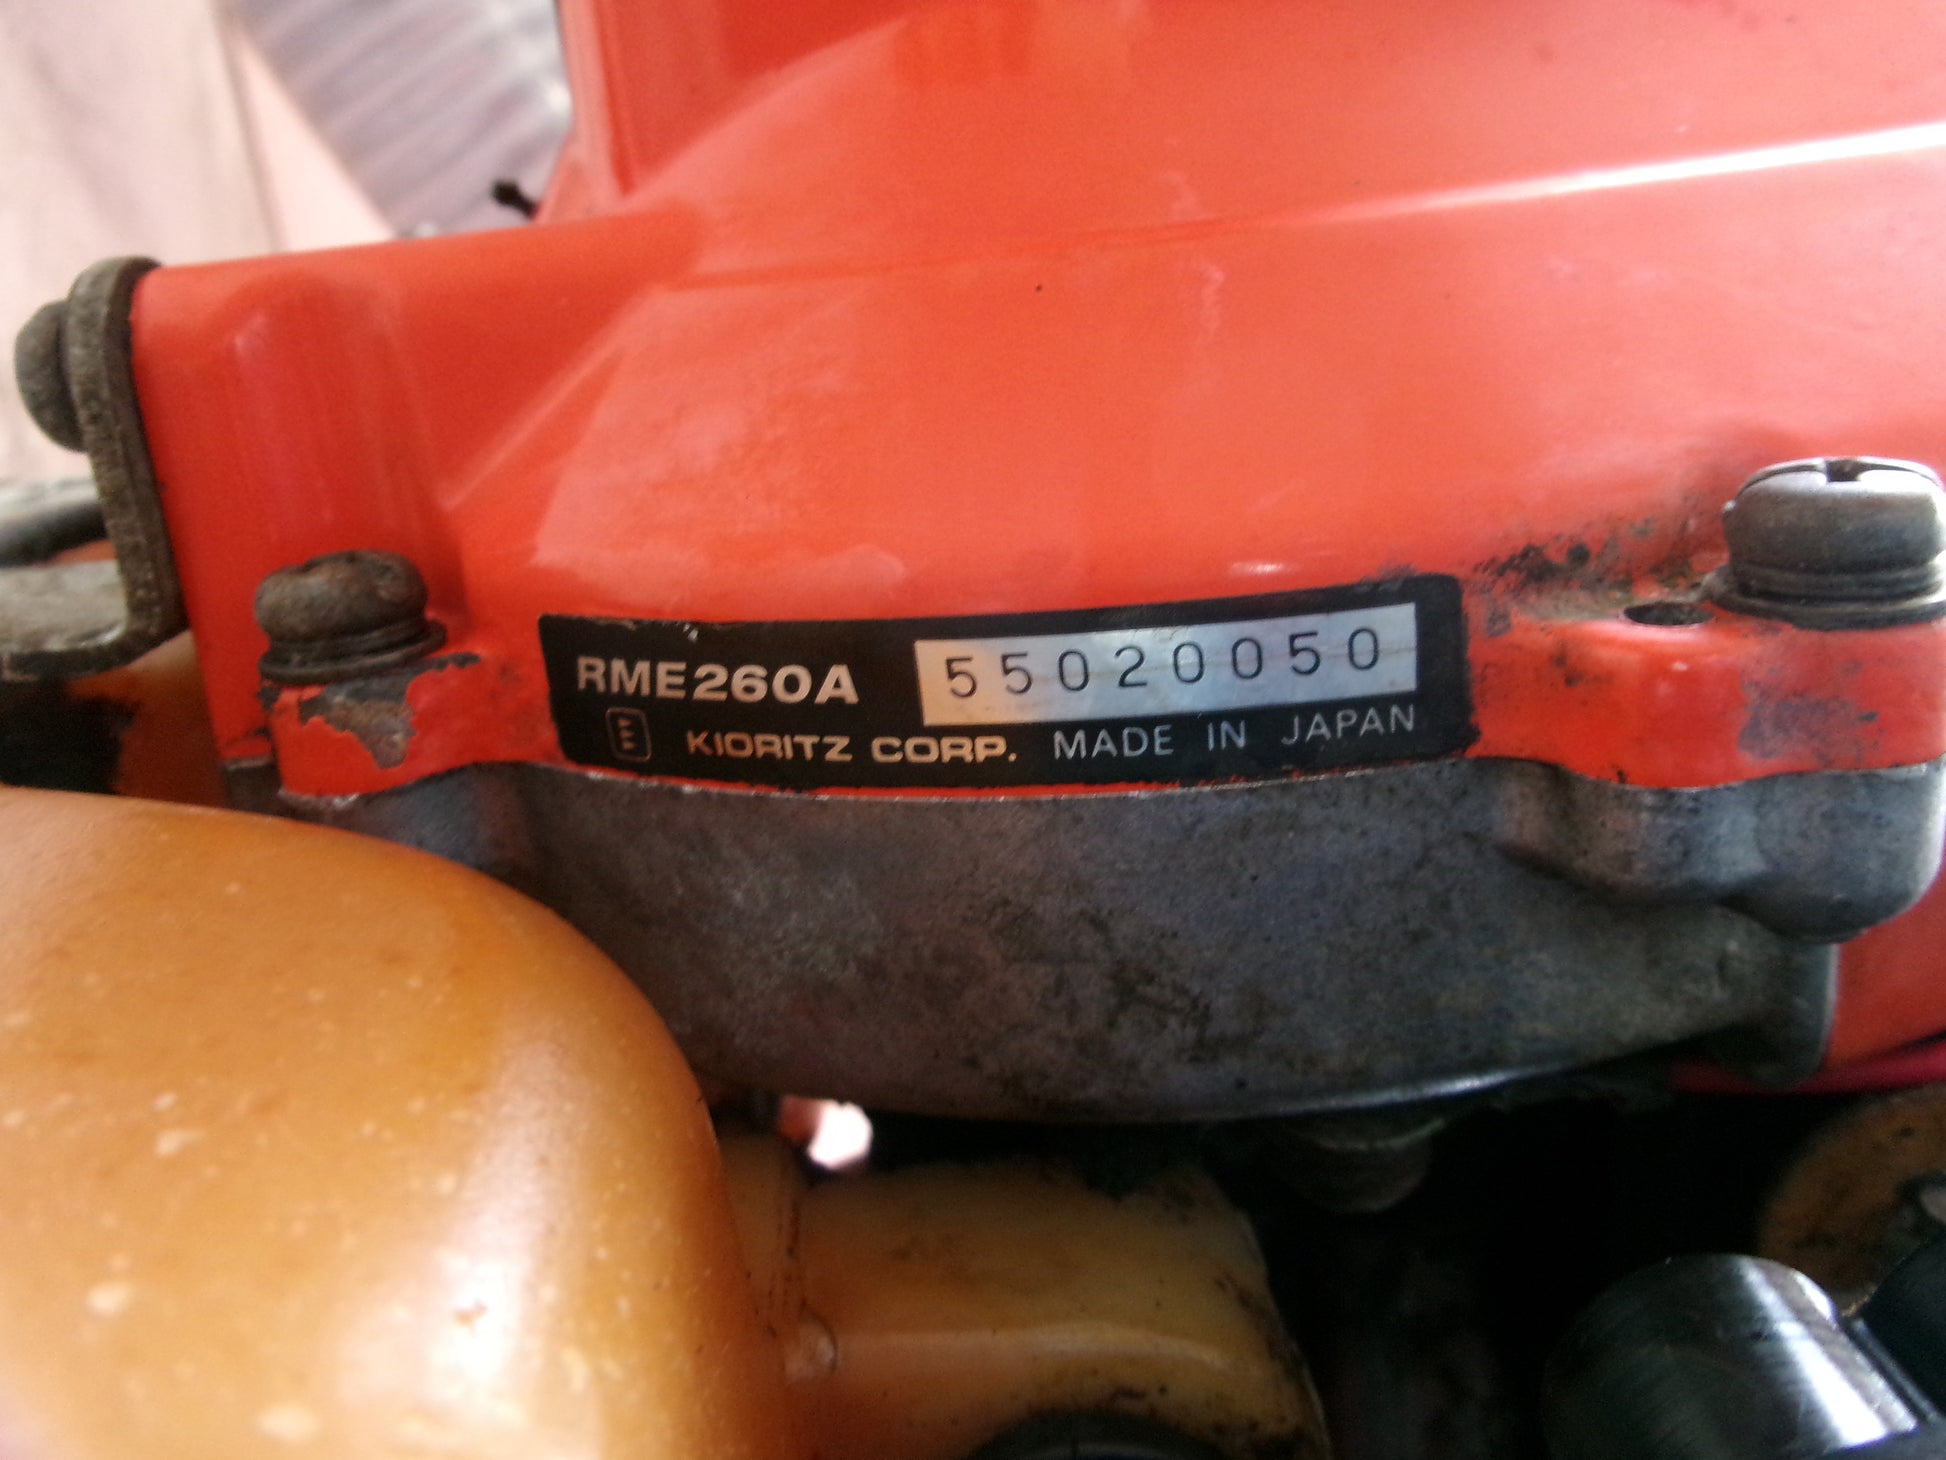 RME260A 55020050
KIORITZ CORP. MADE IN JAPAN